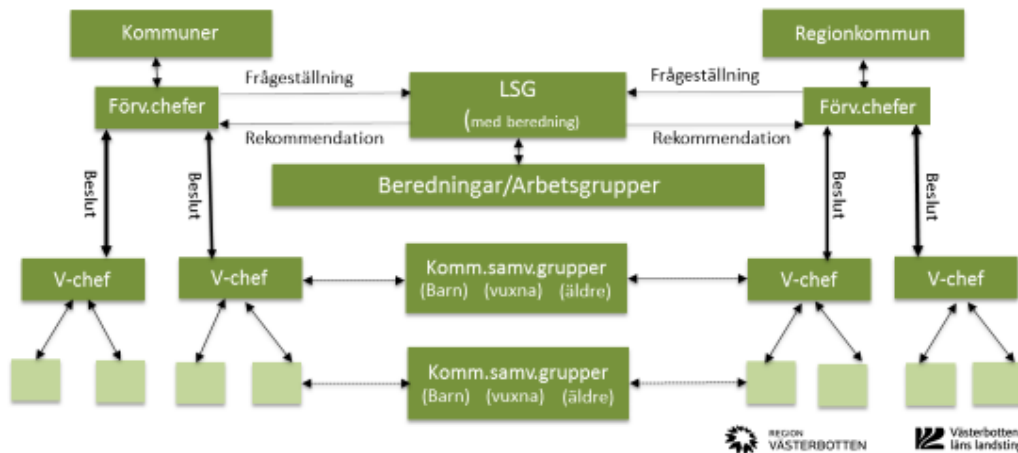 Kommuner
Regionkommun
Frågeställning
Frågeställning
Förv.chefer
LSG
(med beredning)
Förv.chefer
Rekommendation
Rekommendation
Beslut
Beslut
Beredningar/Arbetsgrupper
Beslut
Beslut
V-chef
V-chef
Komm.samv.grupper
(Barn) (vuxna) (äldre)
V-chef
V-chef
Komm.samv.grupper
(Barn) (vuxna) (äldre)
REGION
VÄSTERBOTTEN
Västerbotten
läns landsting